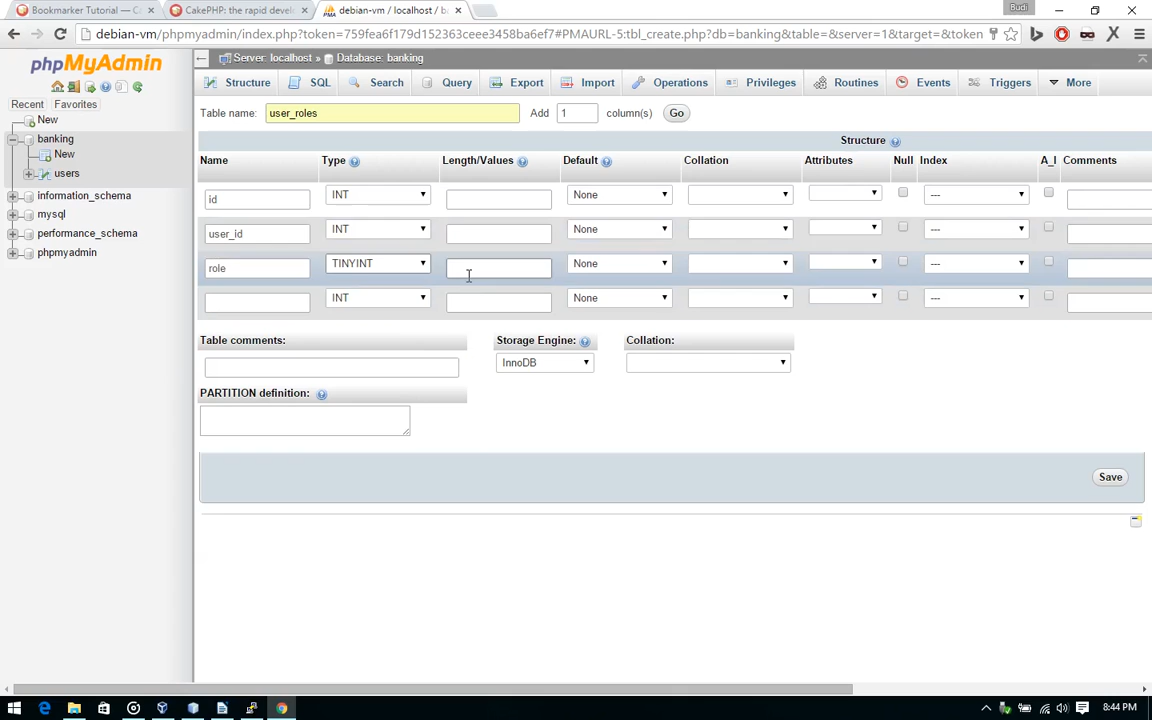 Budi
Bookmarker Tutorial — C
CakePHP: the rapid devel
debian-vm / localhost / b
debian-vm/phpmyadmin/index.php?token=759fea6f179d152363ceee3458ba6ef7#PMAURL-5:tbl_create.php?db=banking&table=&server=1&target=&token
phpMyAdmin
Server: localhost » Database: banking
Structure SQL Search Query Export Import Operations Privileges Routines Events Triggers More
Recent Favorites
New
banking
New
users
information_schema
mysql
performance_schema
phpmyadmin
Table name: user_roles Add 1 column(s) Go
Structure
Name Type Length/Values Default Collation Attributes Null Index A_I Comments
id INT None ---
user_id INT None ---
role TINYINT None ---
INT None ---
Table comments: Storage Engine: Collation:
InnoDB
PARTITION definition:
Save
8:44 PM